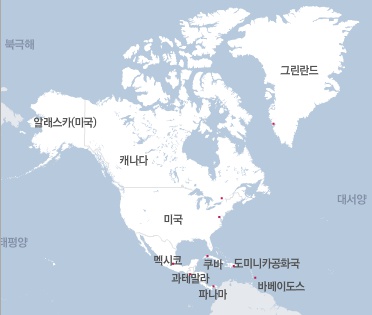 북극해
그린란드
알래스카(미국)
캐나다
대서양
미국
태평양
멕시코
쿠바
도미니카공화국
과테말라
바베이도스
파나마